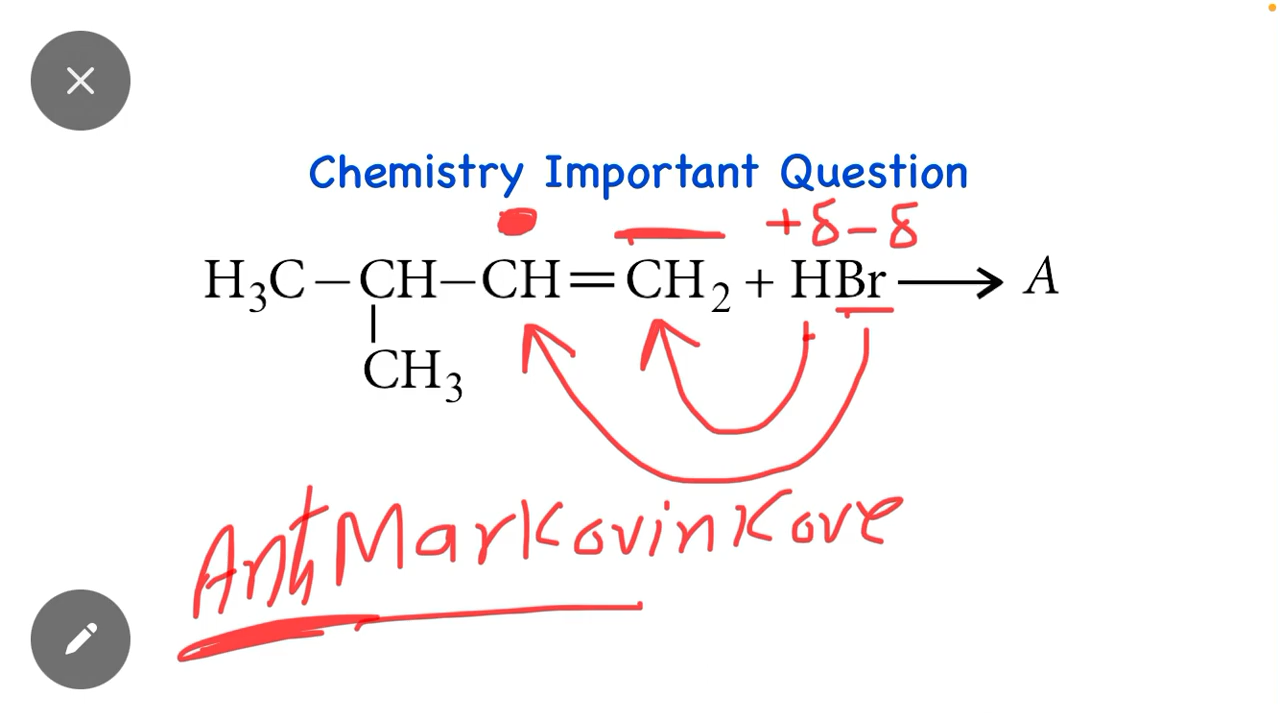 Chemistry Important Question
+δ-δ
H₃C-CH-CH=CH₂+HBr⟶A
|
CH₃
AntiMarKovinKove